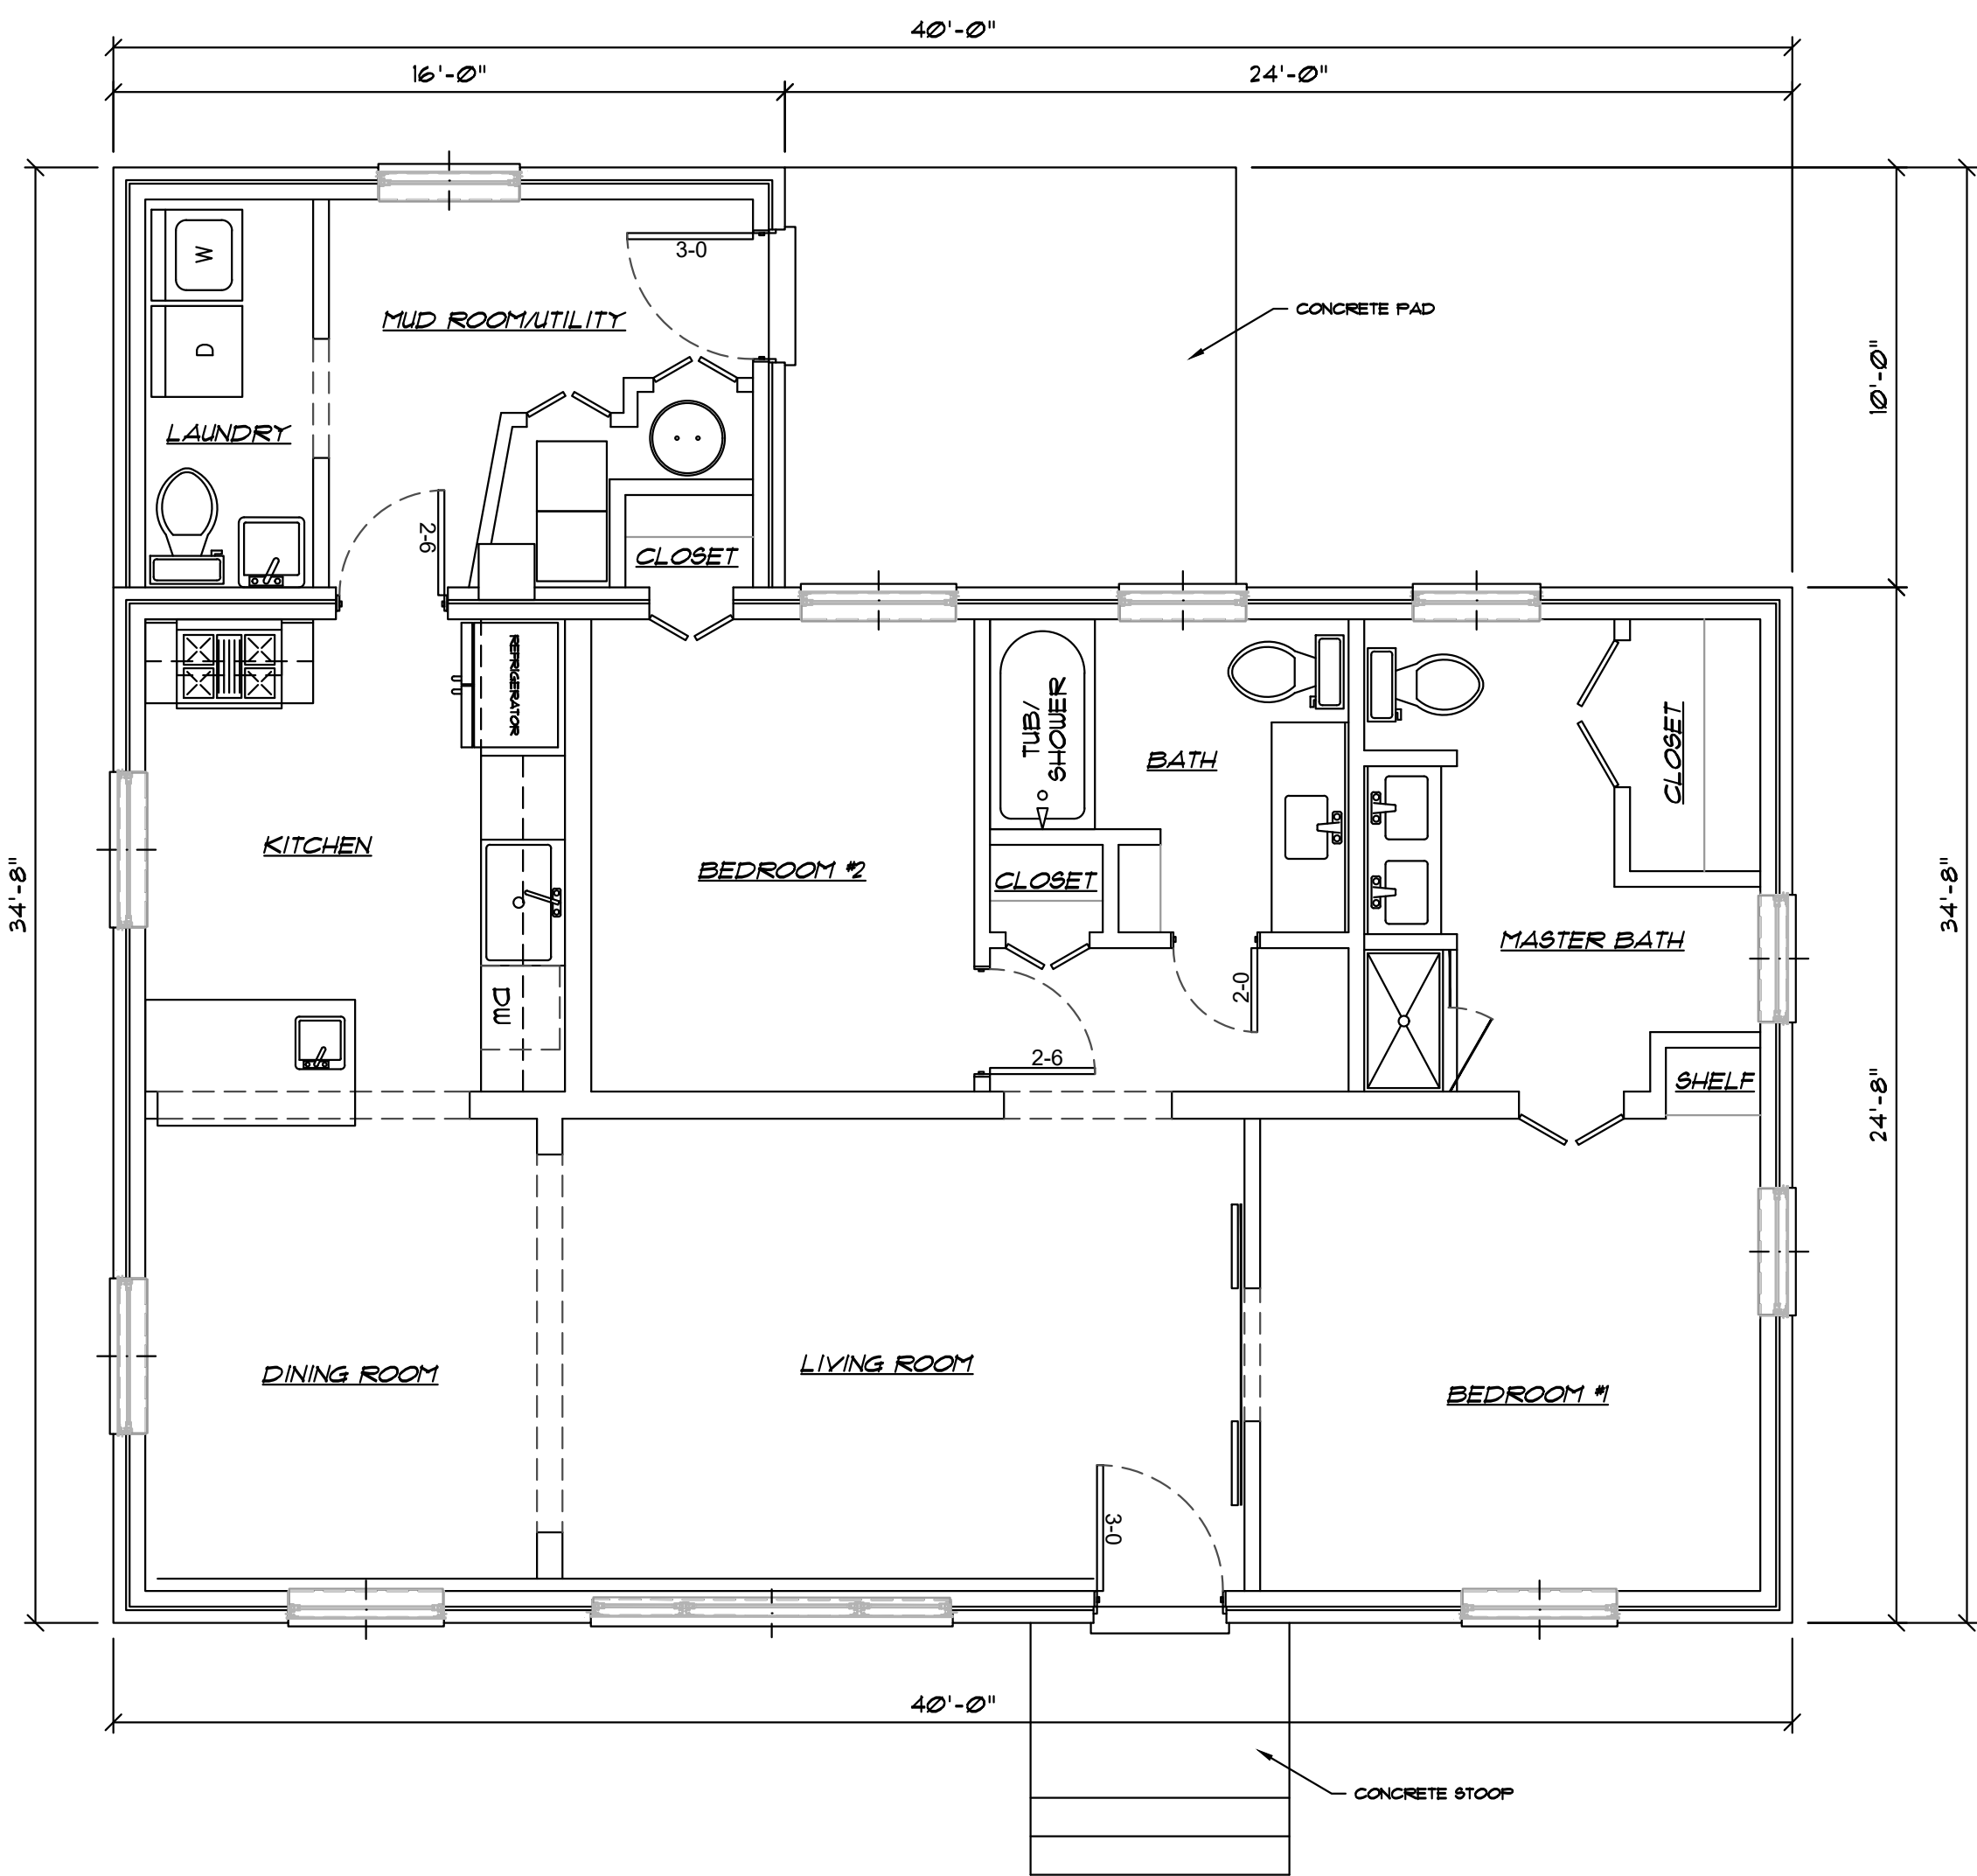 40'-0"
16'-0"
24'-0"
W
3-0
CONCRETE PAD
MUD ROOM/UTILITY
D
10'-0"
LAUNDRY
2-6
CLOSET
REFRIGERATOR
TUB/
SHOWER
CLOSET
BATH
KITCHEN
BEDROOM #2
CLOSET
34'-8"
34'-8"
MASTER BATH
2-0
DW
2-6
SHELF
24'-8"
DINING ROOM
LIVING ROOM
BEDROOM #1
3-0
40'-0"
CONCRETE STOOP